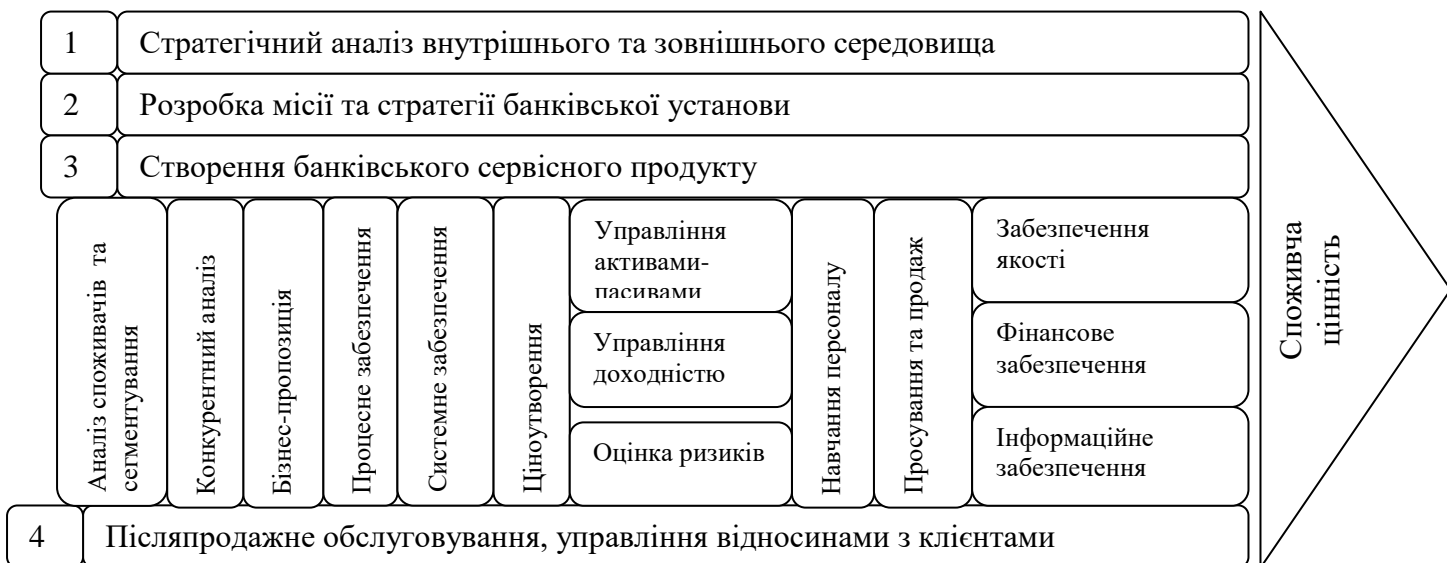 1
Стратегічний аналіз внутрішнього та зовнішнього середовища
2
Розробка місії та стратегії банківської установи
3
Створення банківського сервісного продукту
Аналіз споживачів та
сегментування
Конкурентний аналіз
Бізнес-пропозиція
Процесне забезпечення
Системне забезпечення
Ціноутворення
Управління
активами-
пасивами
Управління
доходністю
Оцінка ризиків
Навчання персоналу
Просування та продаж
Забезпечення
якості
Фінансове
забезпечення
Інформаційне
забезпечення
4
Післяпродажне обслуговування, управління відносинами з клієнтами
Споживча
цінність